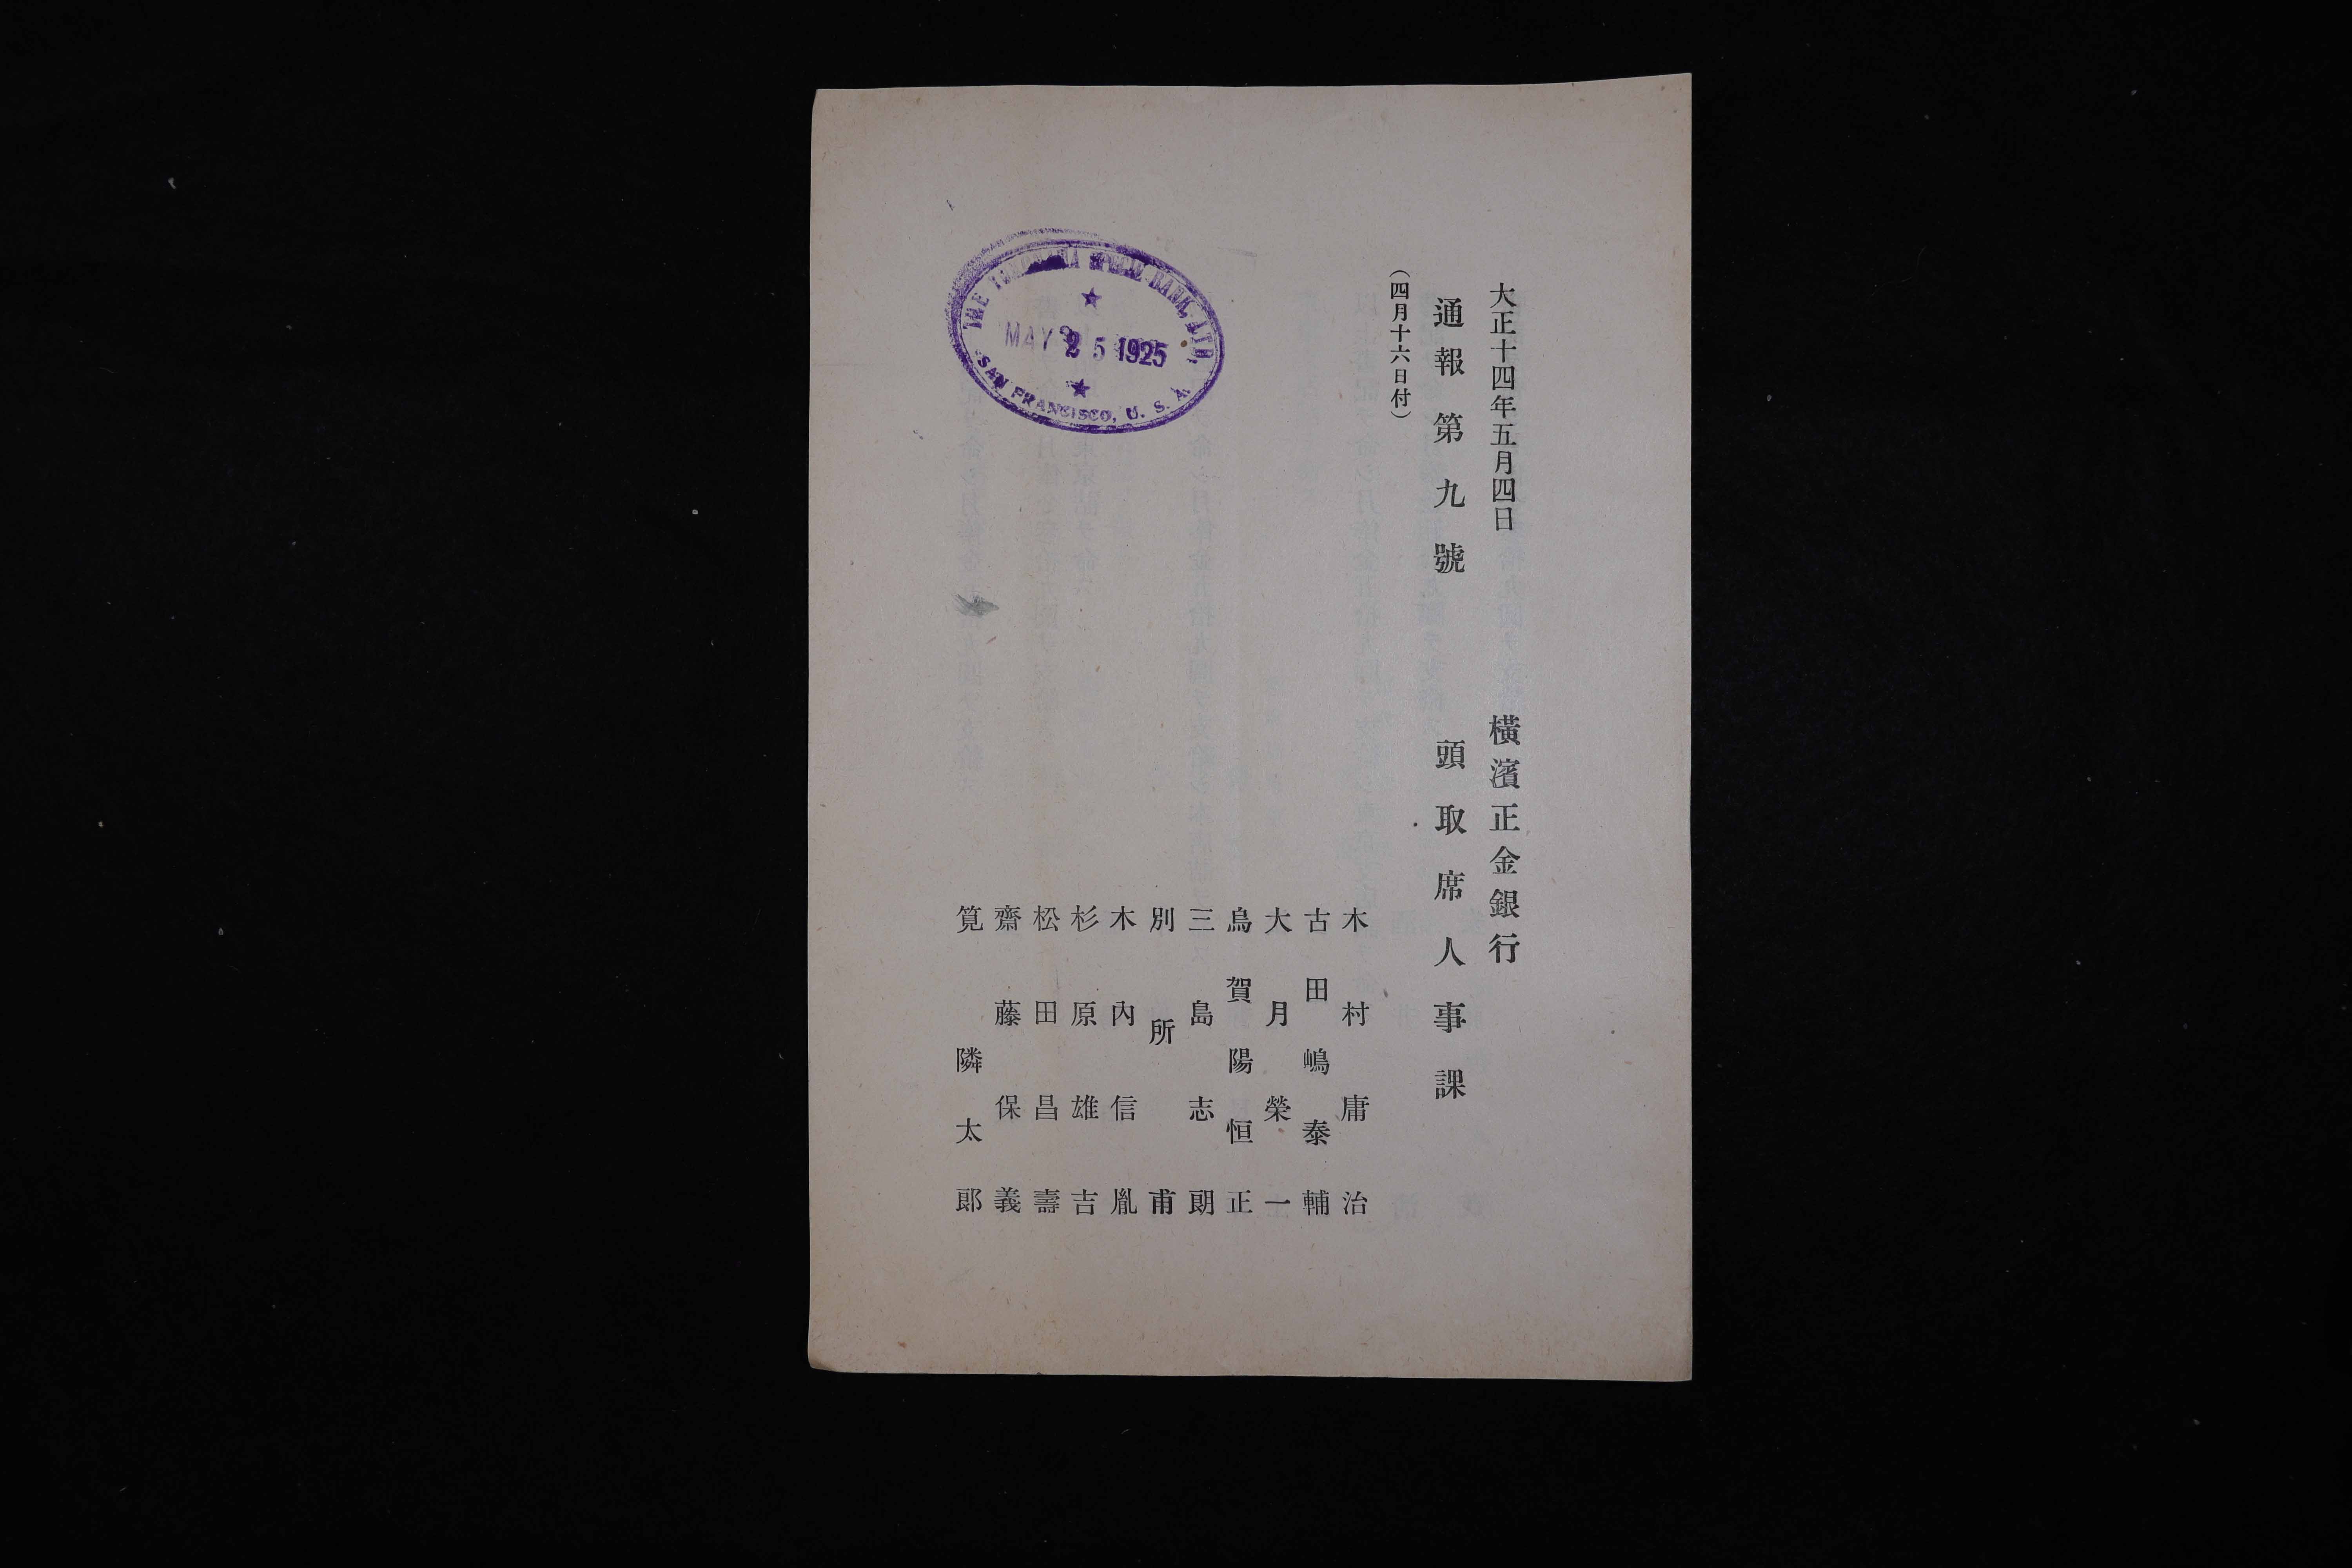 大正十四年五月四日
橫濱正金銀行
通報第九號
頭取席人事課
(四月十六日付)
木村庸治
古田嶋泰輔
大月榮一
烏賀陽恒正
三島志朗
別所甫
木內信胤
杉原雄吉
松田昌壽
齋藤保義
筧隣太郎
THE YOKOHAMA SPECIE BANK, LTD.
MAY 25 1925
SAN FRANCISCO, U. S. A.